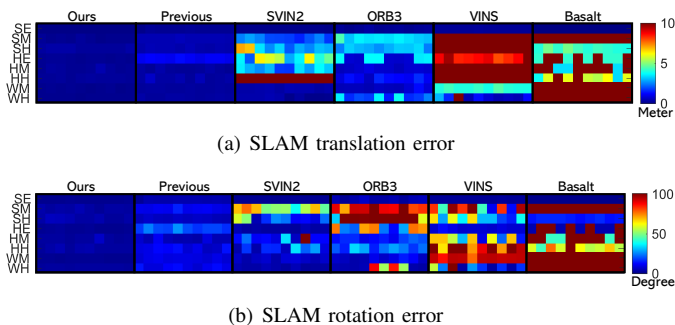 Ours Previous SVIN2 ORB3 VINS Basalt
SE
SM
SH
HE
HM
HH
WM
WH
10
5
0
Meter
(a) SLAM translation error
Ours Previous SVIN2 ORB3 VINS Basalt
SE
SM
SH
HE
HM
HH
WM
WH
100
50
0
Degree
(b) SLAM rotation error